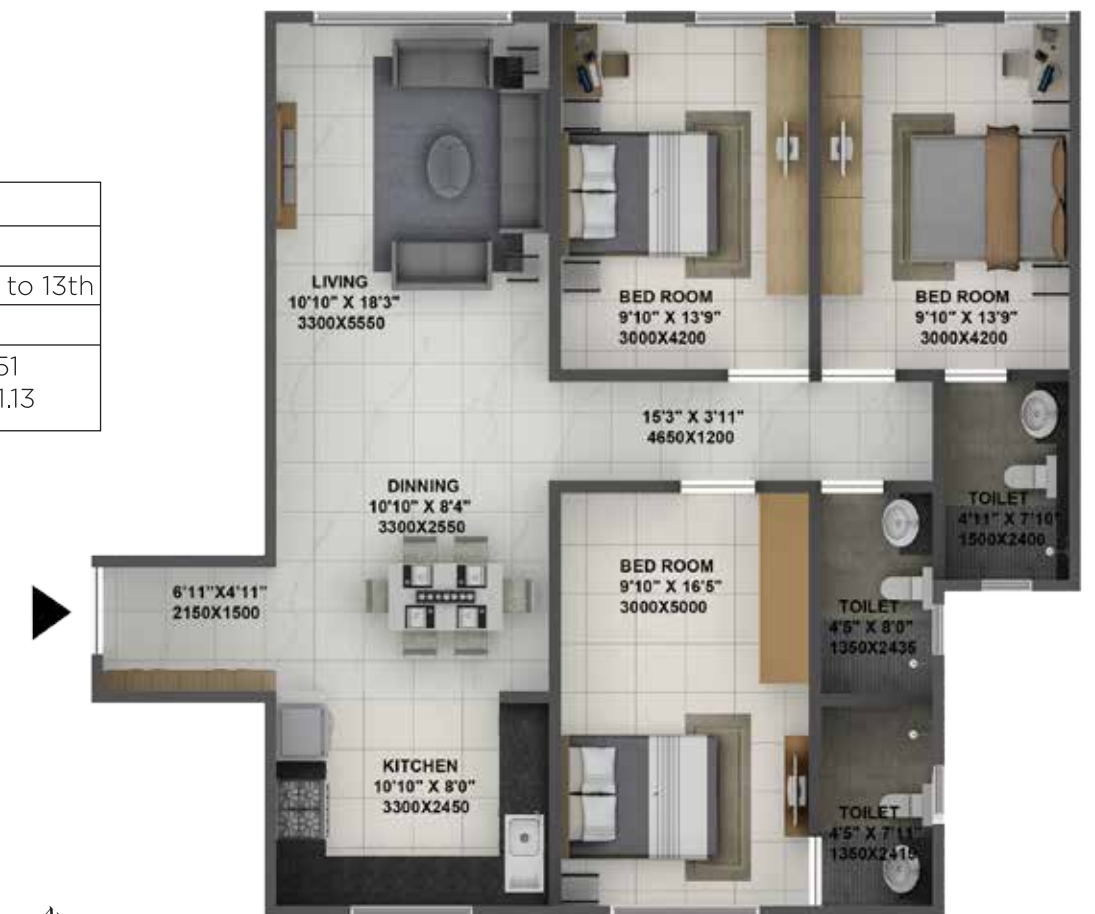 to 13th
51
1.13
LIVING
10'10" X 18'3"
3300X5550
BED ROOM
9'10" X 13'9"
3000X4200
BED ROOM
9'10" X 13'9"
3000X4200
15'3" X 3'11"
4650X1200
DINNING
10'10" X 8'4"
3300X2550
TOILET
4'11" X 7'10"
1500X2400
6'11"X4'11"
2150X1500
BED ROOM
9'10" X 16'5"
3000X5000
TOILET
4'5" X 8'0"
1350X2435
KITCHEN
10'10" X 8'0"
3300X2450
TOILET
4'5" X 7'11"
1350X2415